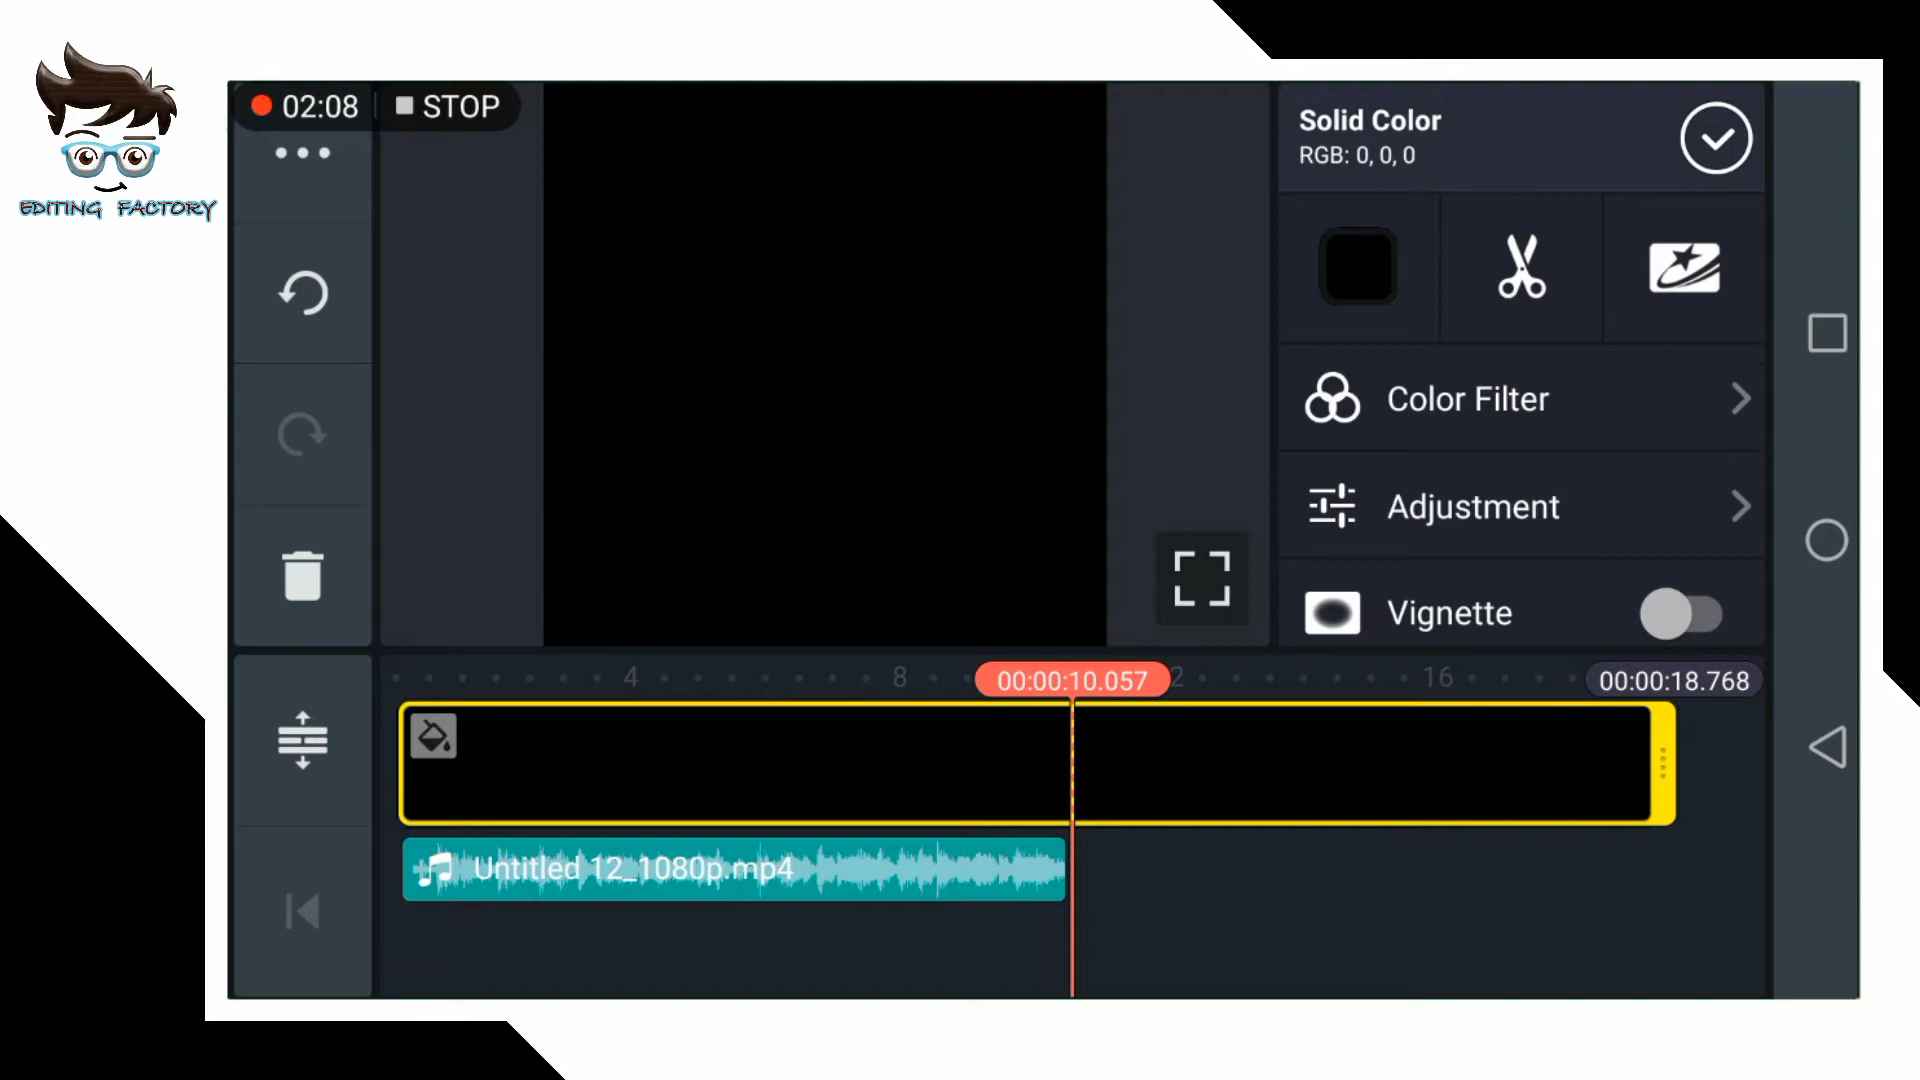 02:08
STOP
EDITING FACTORY
Solid Color
RGB: 0, 0, 0
Color Filter
Adjustment
Vignette
4
8
00:00:10.057
2
16
00:00:18.768
Untitled 12_1080p.mp4